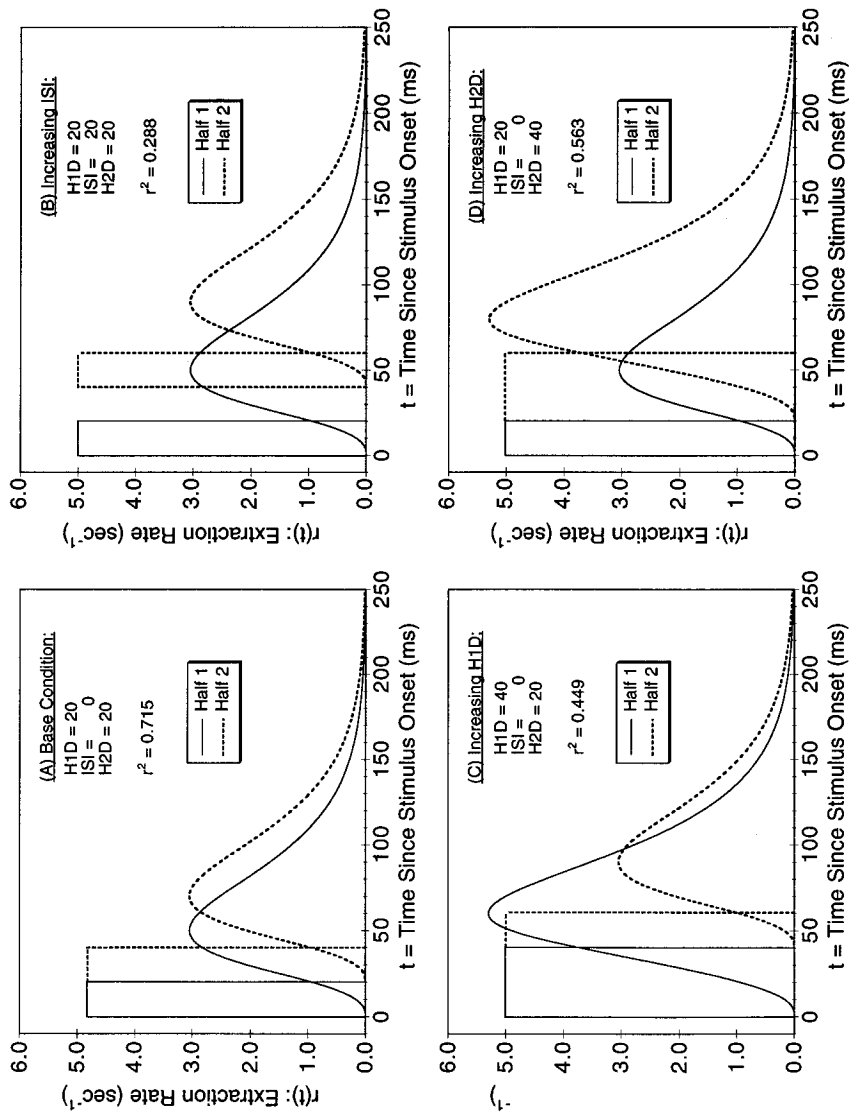 (A) Base Condition:
H1D = 20
ISI = 0
H2D = 20
r² = 0.715
Half 1
Half 2
r(t): Extraction Rate (sec⁻¹)
6.0
5.0
4.0
3.0
2.0
1.0
0.0
0 50 100 150 200 250
t = Time Since Stimulus Onset (ms)
(B) Increasing ISI:
H1D = 20
ISI = 20
H2D = 20
r² = 0.288
Half 1
Half 2
r(t): Extraction Rate (sec⁻¹)
6.0
5.0
4.0
3.0
2.0
1.0
0.0
0 50 100 150 200 250
t = Time Since Stimulus Onset (ms)
(C) Increasing H1D:
H1D = 40
ISI = 0
H2D = 20
r² = 0.449
Half 1
Half 2
⁻¹)
6.0
5.0
4.0
3.0
2.0
1.0
0.0
0 50 100 150 200 250
t = Time Since Stimulus Onset (ms)
(D) Increasing H2D:
H1D = 20
ISI = 0
H2D = 40
r² = 0.563
Half 1
Half 2
r(t): Extraction Rate (sec⁻¹)
6.0
5.0
4.0
3.0
2.0
1.0
0.0
0 50 100 150 200 250
t = Time Since Stimulus Onset (ms)